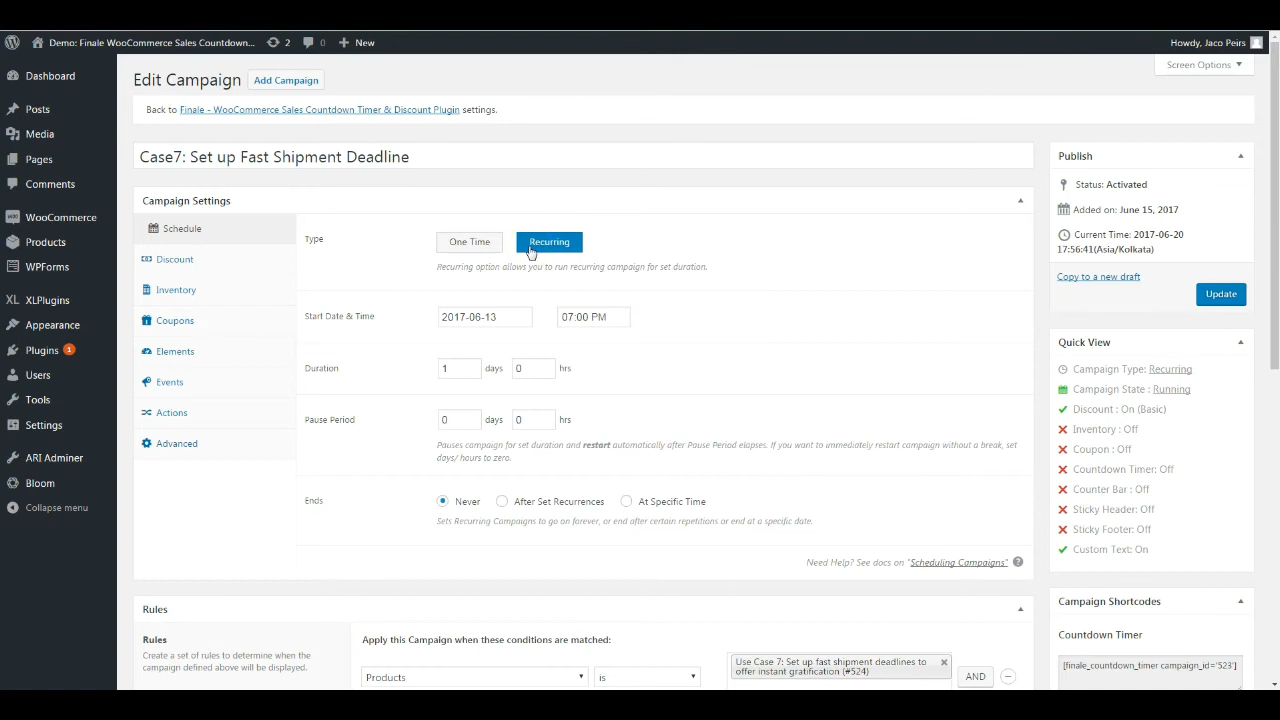 Demo: Finale WooCommerce Sales Countdown... 2 0 New Howdy, Jaco Peirs
Screen Options
Dashboard
Posts
Media
Pages
Comments
WooCommerce
Products
WPForms
XLPlugins
Appearance
Plugins 1
Users
Tools
Settings
ARI Adminer
Bloom
Collapse menu
Edit Campaign Add Campaign
Back to Finale - WooCommerce Sales Countdown Timer & Discount Plugin settings.
Case7: Set up Fast Shipment Deadline
Campaign Settings
Schedule
Discount
Inventory
Coupons
Elements
Events
Actions
Advanced
Type One Time Recurring
Recurring option allows you to run recurring campaign for set duration.
Start Date & Time 2017-06-13 07:00 PM
Duration 1 days 0 hrs
Pause Period 0 days 0 hrs
Pauses campaign for set duration and restart automatically after Pause Period elapses. If you want to immediately restart campaign without a break, set
days/ hours to zero.
Ends Never After Set Recurrences At Specific Time
Sets Recurring Campaigns to go on forever, or end after certain repetitions or end at a specific date.
Need Help? See docs on "Scheduling Campaigns" ?
Rules
Rules
Create a set of rules to determine when the
campaign defined above will be displayed.
Apply this Campaign when these conditions are matched:
Products is
Use Case 7: Set up fast shipment deadlines to
offer instant gratification (#524)
AND
Publish
Status: Activated
Added on: June 15, 2017
Current Time: 2017-06-20
17:56:41(Asia/Kolkata)
Copy to a new draft
Update
Quick View
Campaign Type: Recurring
Campaign State : Running
Discount : On (Basic)
Inventory : Off
Coupon : Off
Countdown Timer: Off
Counter Bar : Off
Sticky Header: Off
Sticky Footer: Off
Custom Text: On
Campaign Shortcodes
Countdown Timer
[finale_countdown_timer campaign_id='523']